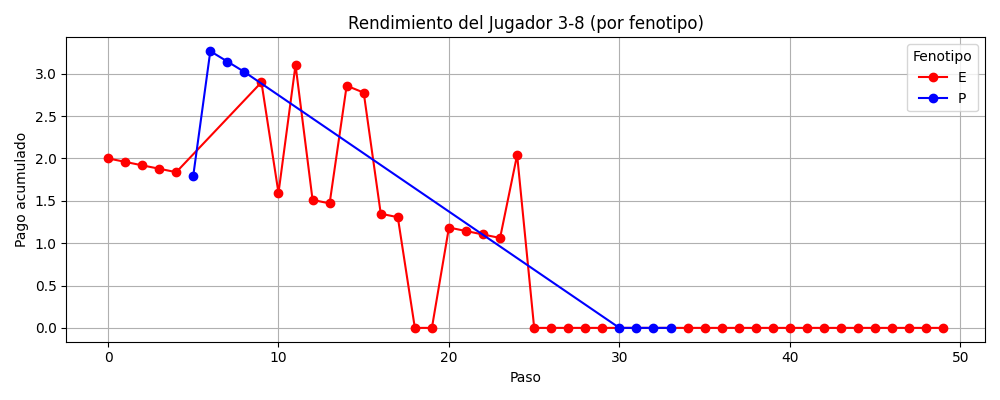 Rendimiento del Jugador 3-8 (por fenotipo)
Pago acumulado
3.0
2.5
2.0
1.5
1.0
0.5
0.0
Fenotipo
E
P
0 10 20 30 40 50
Paso